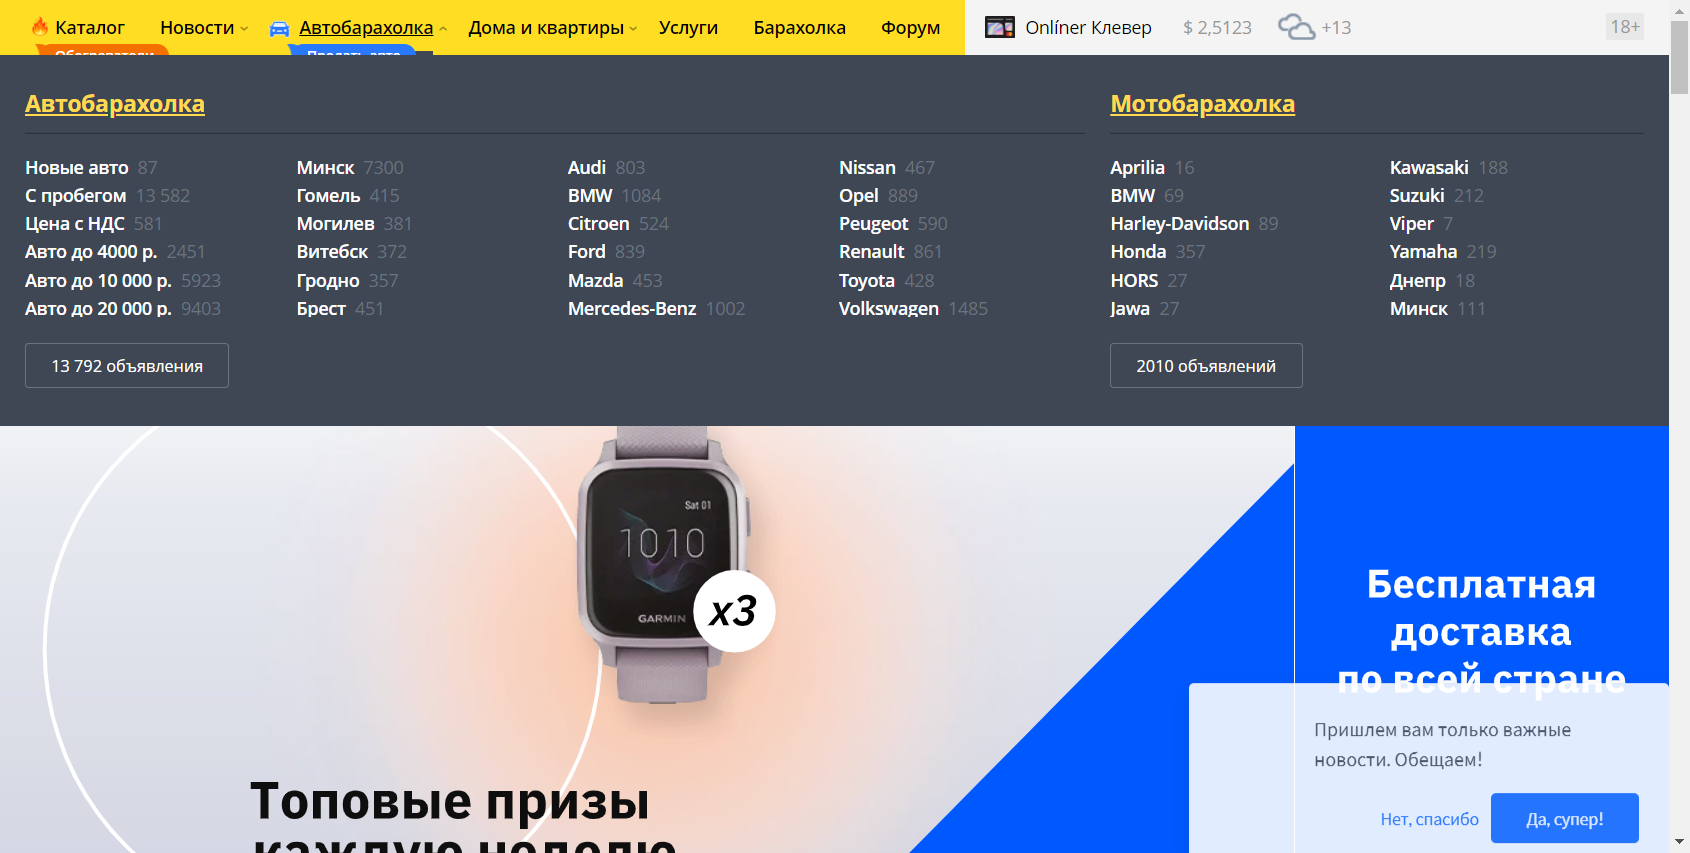 Каталог Новости Автобарахолка Дома и квартиры Услуги Барахолка Форум Onlíner Клевер $ 2,5123 +13 18+
Обогреватели Продать авто
Автобарахолка
Новые авто 87
С пробегом 13 582
Цена с НДС 581
Авто до 4000 р. 2451
Авто до 10 000 р. 5923
Авто до 20 000 р. 9403
Минск 7300
Гомель 415
Могилев 381
Витебск 372
Гродно 357
Брест 451
Audi 803
BMW 1084
Citroen 524
Ford 839
Mazda 453
Mercedes-Benz 1002
Nissan 467
Opel 889
Peugeot 590
Renault 861
Toyota 428
Volkswagen 1485
13 792 объявления
Мотобарахолка
Aprilia 16
BMW 69
Harley-Davidson 89
Honda 357
HORS 27
Jawa 27
Kawasaki 188
Suzuki 212
Viper 7
Yamaha 219
Днепр 18
Минск 111
2010 объявлений
Sat 01
1010
GARMIN
x3
Топовые призы
каждую неделю
Бесплатная
доставка
по всей стране
Пришлем вам только важные
новости. Обещаем!
Нет, спасибо
Да, супер!